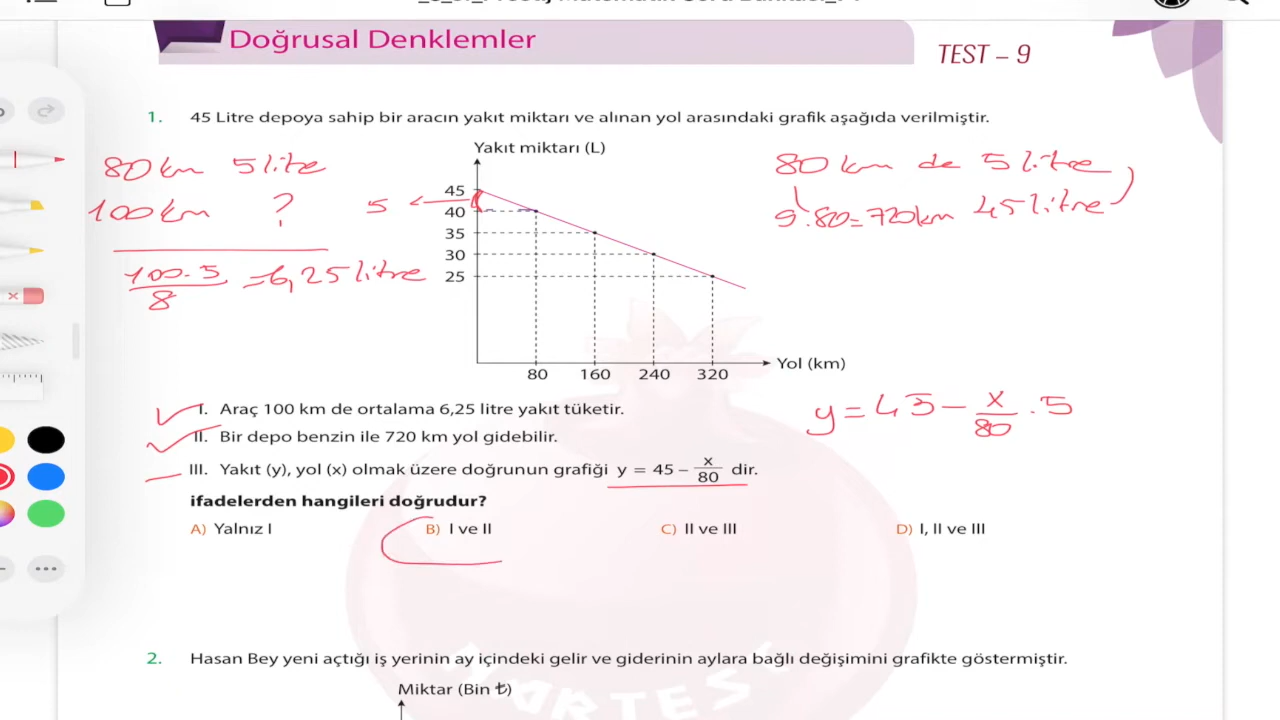 Doğrusal Denklemler
TEST – 9
1. 45 Litre depoya sahip bir aracın yakıt miktarı ve alınan yol arasındaki grafik aşağıda verilmiştir.
80 km 5 litre
100 km ?
100.5
8
=6,25 litre
5
Yakıt miktarı (L)
45
40
35
30
25
80 160 240 320
Yol (km)
80 km de 5 litre
9.80=720km 45 litre
I. Araç 100 km de ortalama 6,25 litre yakıt tüketir.
II. Bir depo benzin ile 720 km yol gidebilir.
III. Yakıt (y), yol (x) olmak üzere doğrunun grafiği y = 45 – x/80 dir.
y = 45 – x/80 . 5
ifadelerden hangileri doğrudur?
A) Yalnız I B) I ve II C) II ve III D) I, II ve III
2. Hasan Bey yeni açtığı iş yerinin ay içindeki gelir ve giderinin aylara bağlı değişimini grafikte göstermiştir.
Miktar (Bin ₺)